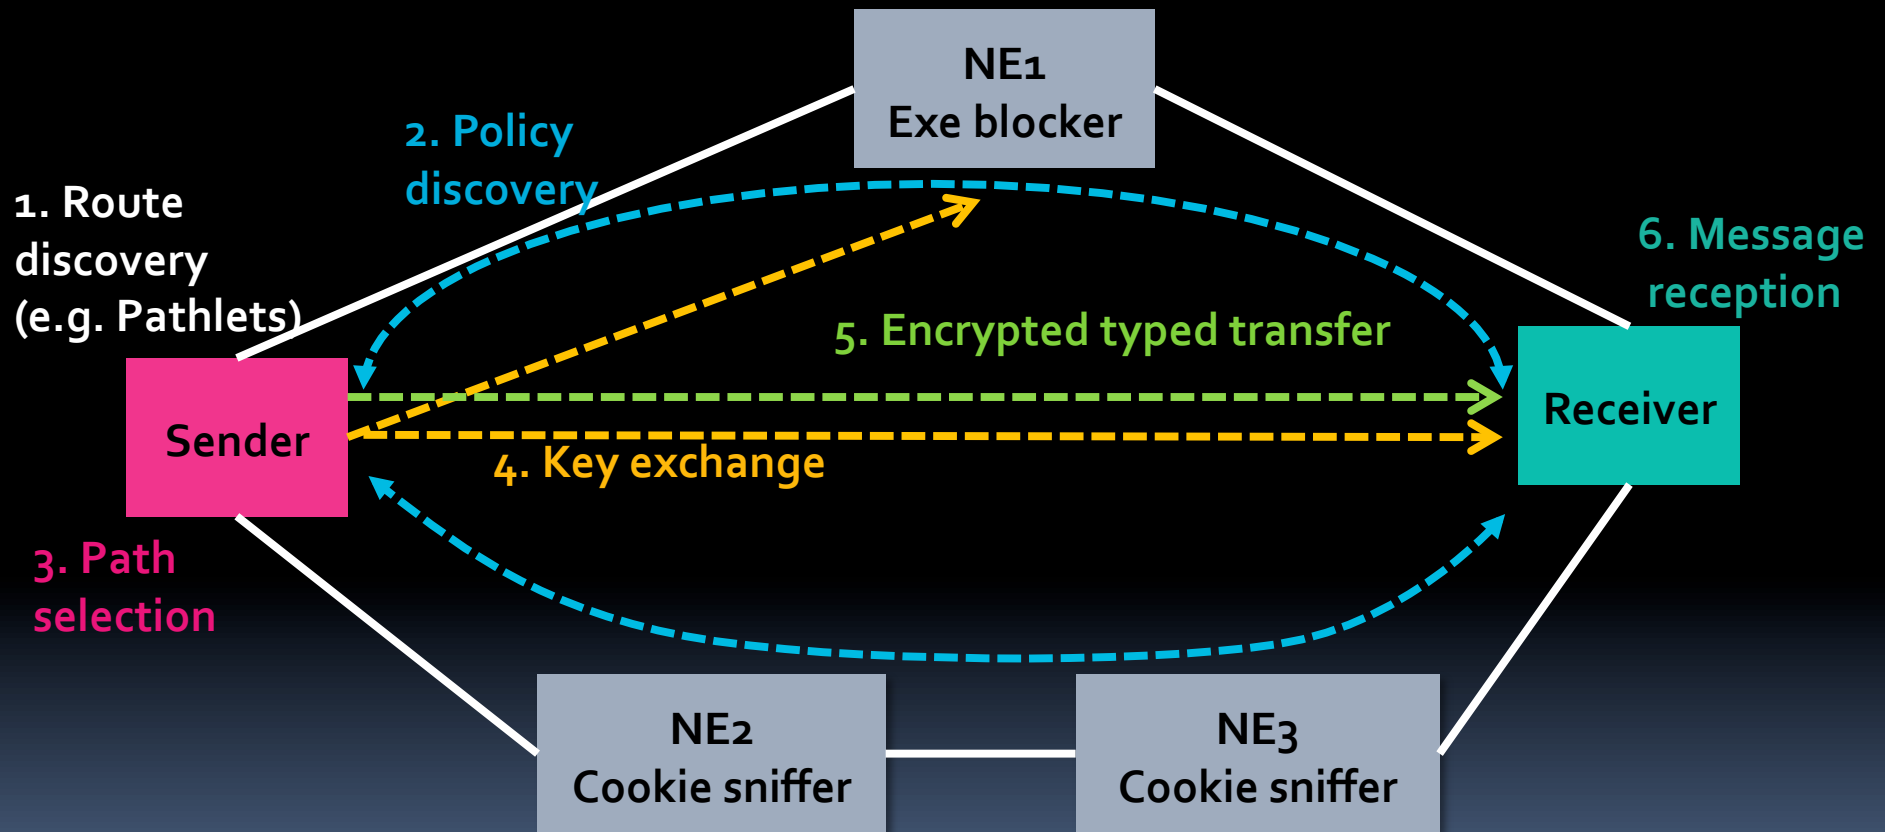 NE1
Exe blocker
2. Policy
discovery
1. Route
discovery
(e.g. Pathlets)
6. Message
reception
5. Encrypted typed transfer
Sender
Receiver
4. Key exchange
3. Path
selection
NE2
Cookie sniffer
NE3
Cookie sniffer